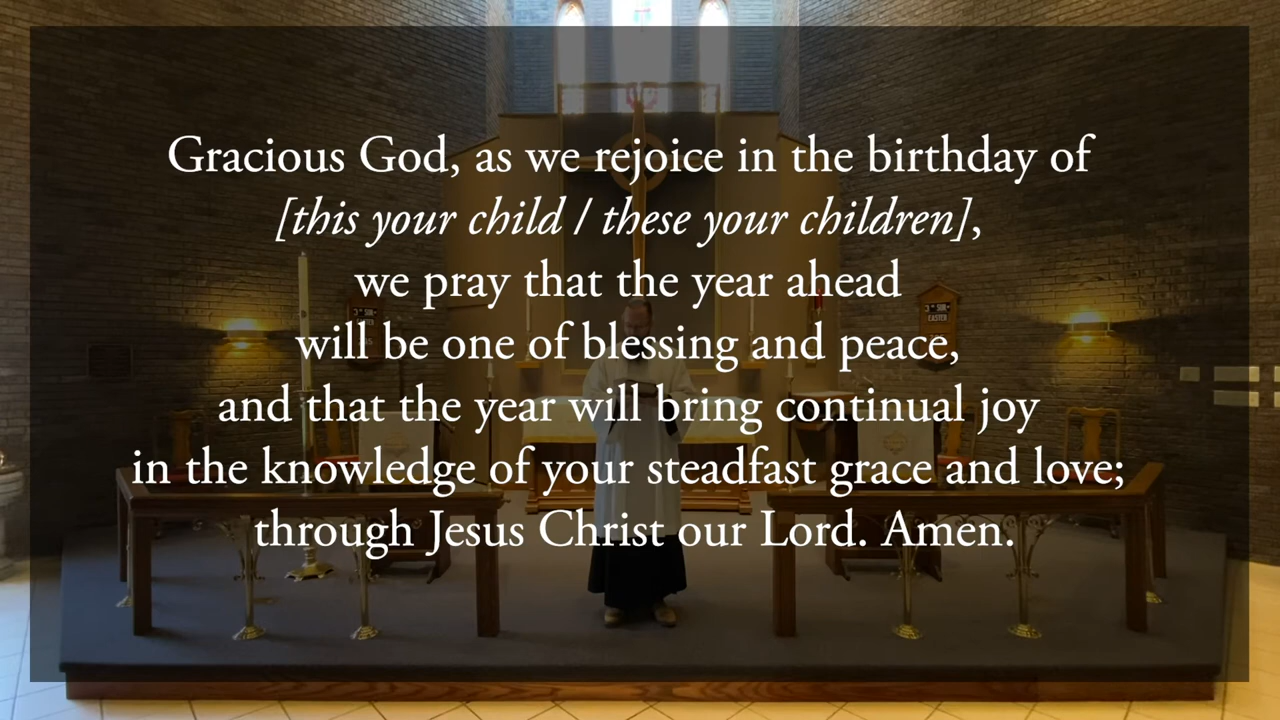 Gracious God, as we rejoice in the birthday of
[this your child / these your children],
we pray that the year ahead
will be one of blessing and peace,
and that the year will bring continual joy
in the knowledge of your steadfast grace and love;
through Jesus Christ our Lord. Amen.
EASTER